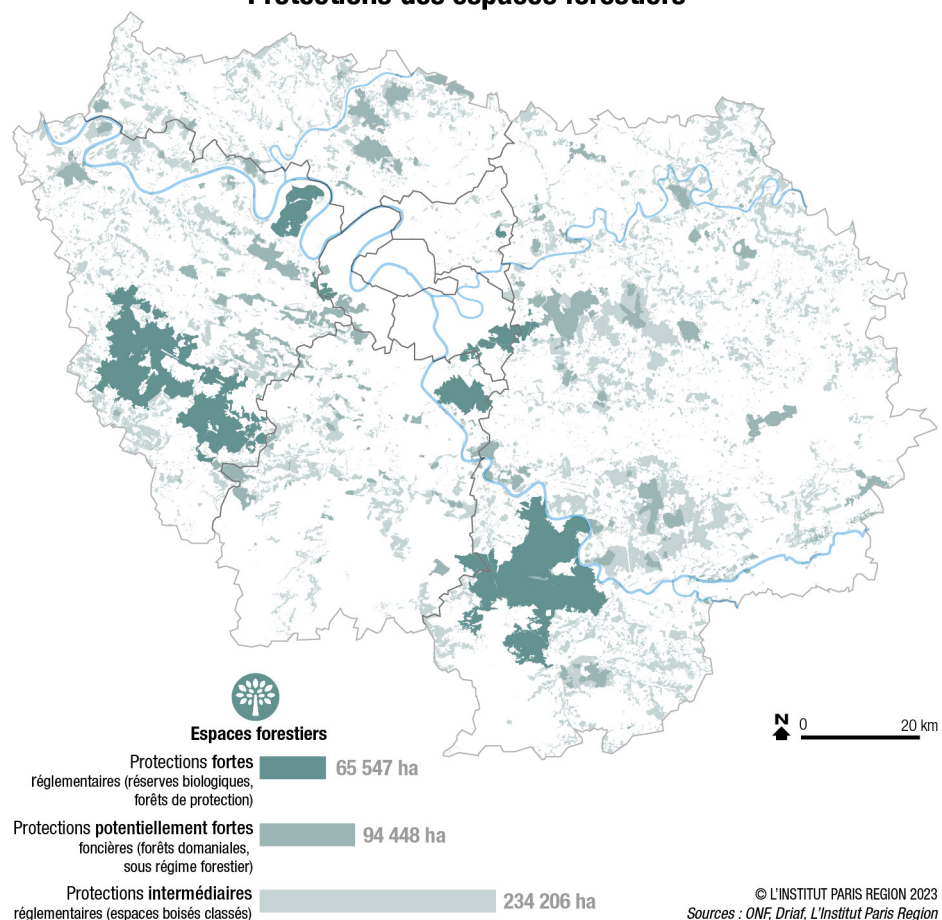 Protections des espaces forestiers
N
0
20 km
Espaces forestiers
Protections fortes
réglementaires (réserves biologiques,
forêts de protection)
65 547 ha
Protections potentiellement fortes
foncières (forêts domaniales,
sous régime forestier)
94 448 ha
Protections intermédiaires
réglementaires (espaces boisés classés)
234 206 ha
© L'INSTITUT PARIS REGION 2023
Sources : ONF, Driaf, L'Institut Paris Region